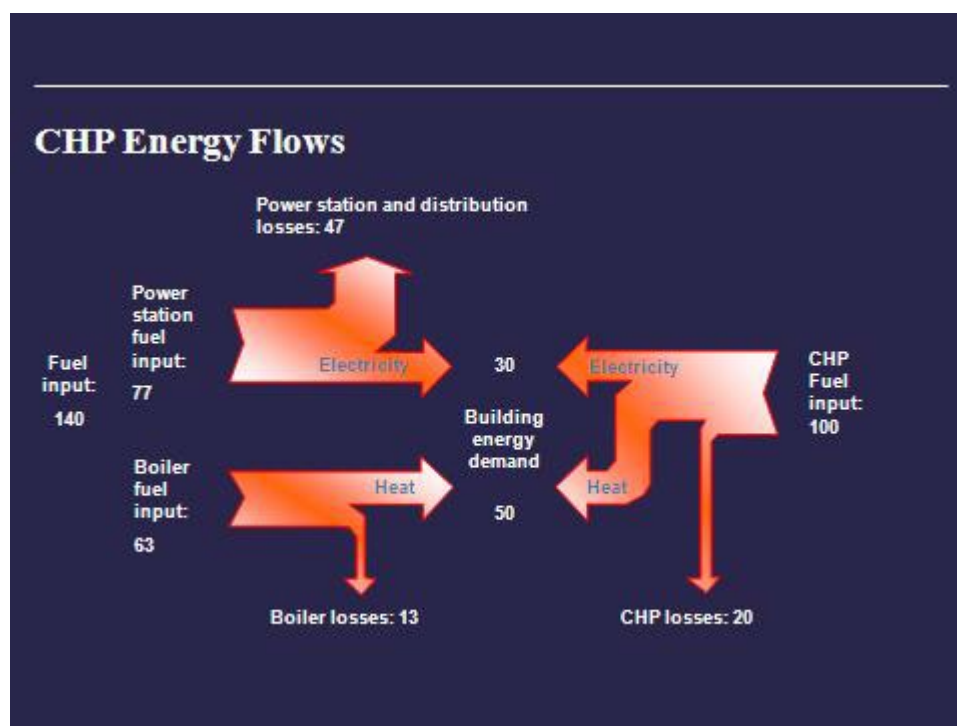 CHP Energy Flows
Power station and distribution
losses: 47
Power
station
fuel
input:
77
Fuel
input:
140
Electricity
30
Electricity
CHP
Fuel
input:
100
Building
energy
demand
Boiler
fuel
input:
63
Heat
50
Heat
Boiler losses: 13
CHP losses: 20